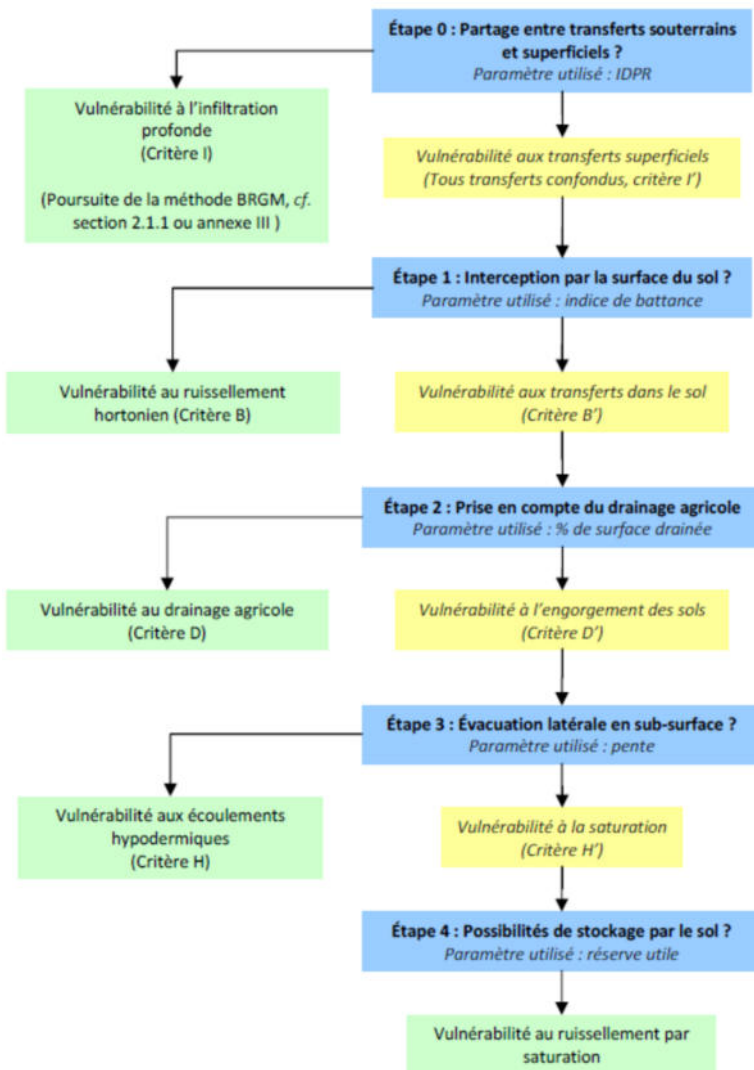 Étape 0 : Partage entre transferts souterrains
et superficiels ?
Paramètre utilisé : IDPR
Vulnérabilité à l'infiltration
profonde
(Critère I)
(Poursuite de la méthode BRGM, cf.
section 2.1.1 ou annexe III )
Vulnérabilité aux transferts superficiels
(Tous transferts confondus, critère I')
Étape 1 : Interception par la surface du sol ?
Paramètre utilisé : indice de battance
Vulnérabilité au ruissellement
hortonien (Critère B)
Vulnérabilité aux transferts dans le sol
(Critère B')
Étape 2 : Prise en compte du drainage agricole
Paramètre utilisé : % de surface drainée
Vulnérabilité au drainage agricole
(Critère D)
Vulnérabilité à l'engorgement des sols
(Critère D')
Étape 3 : Évacuation latérale en sub-surface ?
Paramètre utilisé : pente
Vulnérabilité aux écoulements
hypodermiques
(Critère H)
Vulnérabilité à la saturation
(Critère H')
Étape 4 : Possibilités de stockage par le sol ?
Paramètre utilisé : réserve utile
Vulnérabilité au ruissellement par
saturation